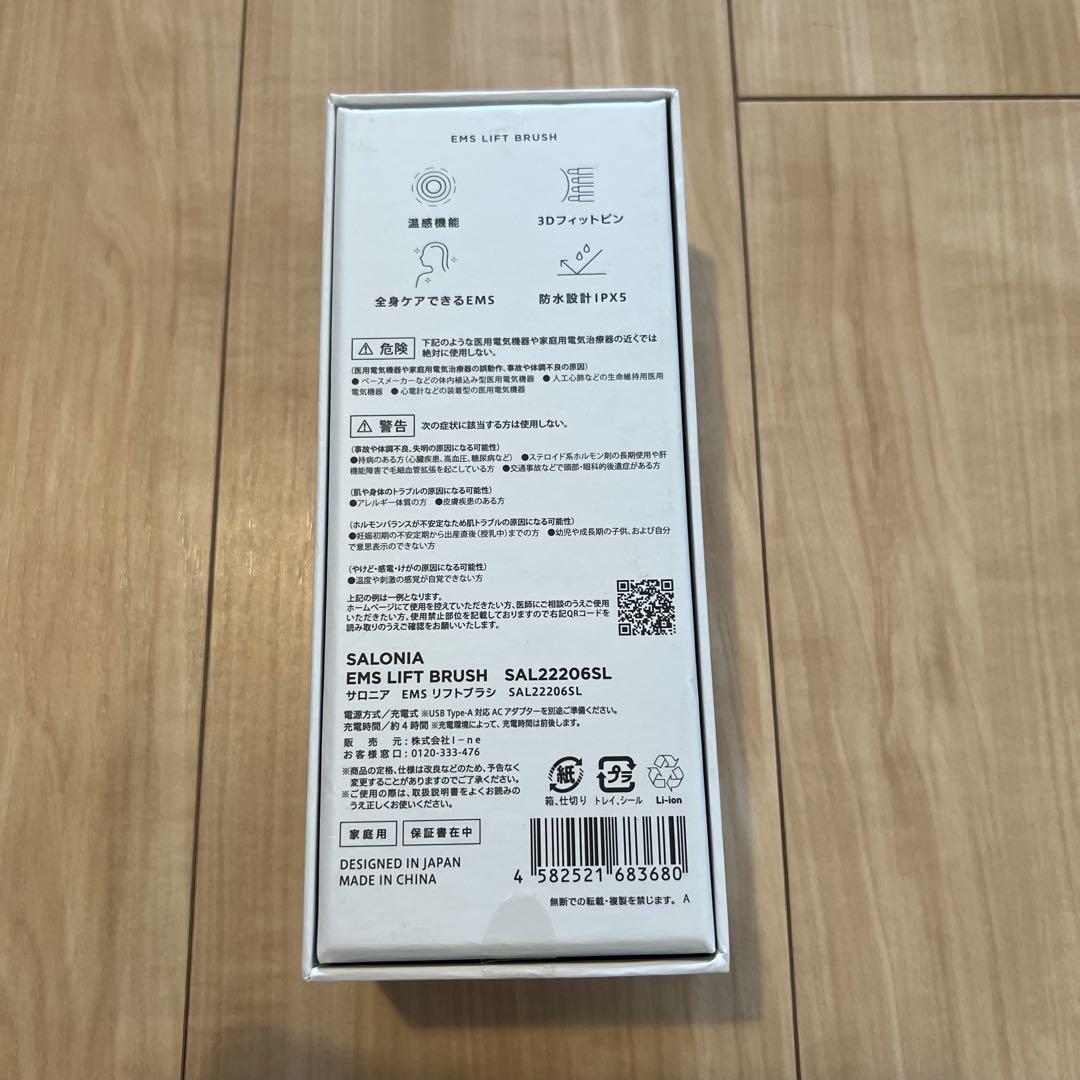 EMS LIFT BRUSH
温感機能
3Dフィットピン
全身ケアできるEMS
防水設計IPX5
危険 下記のような医用電気機器や家庭用電気治療器の近くでは
絶対に使用しない。
(医用電気機器や家庭用電気治療器の誤動作、事故や体調不良の原因)
●ペースメーカーなどの体内植込み型医用電気機器 ●人工心肺などの生命維持用医用
電気機器 ●心電計などの装着型の医用電気機器
警告 次の症状に該当する方は使用しない。
(事故や体調不良、失明の原因になる可能性)
●持病のある方(心臓疾患、高血圧、糖尿病など) ●ステロイド系ホルモン剤の長期使用や肝
機能障害で毛細血管拡張を起こしている方 ●交通事故などで頭部・眼科的後遺症がある方
(肌や身体のトラブルの原因になる可能性)
●アレルギー体質の方 ●皮膚疾患のある方
(ホルモンバランスが不安定なため肌トラブルの原因になる可能性)
●妊娠初期の不安定期から出産直後(授乳中)までの方 ●幼児や成長期の子供、および自分
で意思表示のできない方
(やけど・感電・けがの原因になる可能性)
●温度や刺激の感覚が自覚できない方
上記の例は一例となります。
ホームページにて使用を控えていただきたい方、医師にご相談のうえご使用
いただきたい方、使用禁止部位を記載しておりますので右記QRコードを
読み取りのうえご確認をお願いいたします。
SALONIA
EMS LIFT BRUSH SAL22206SL
サロニア EMS リフトブラシ SAL22206SL
電源方式/充電式 ※USB Type-A 対応 AC アダプターを別途ご準備ください。
充電時間/約4時間 ※充電環境によって、充電時間は前後します。
販売元:株式会社I-ne
お客様窓口:0120-333-476
※商品の定格、仕様は改良などのため、予告なく
変更することがありますのでご了承ください。
※ご使用の際は、取扱説明書をよくお読みの
うえ正しくお使いください。
紙
箱、仕切り
プラ
トレイ、シール
Li-ion
家庭用
保証書在中
DESIGNED IN JAPAN
MADE IN CHINA
4 582521 683680
無断での転載・複製を禁じます。 A